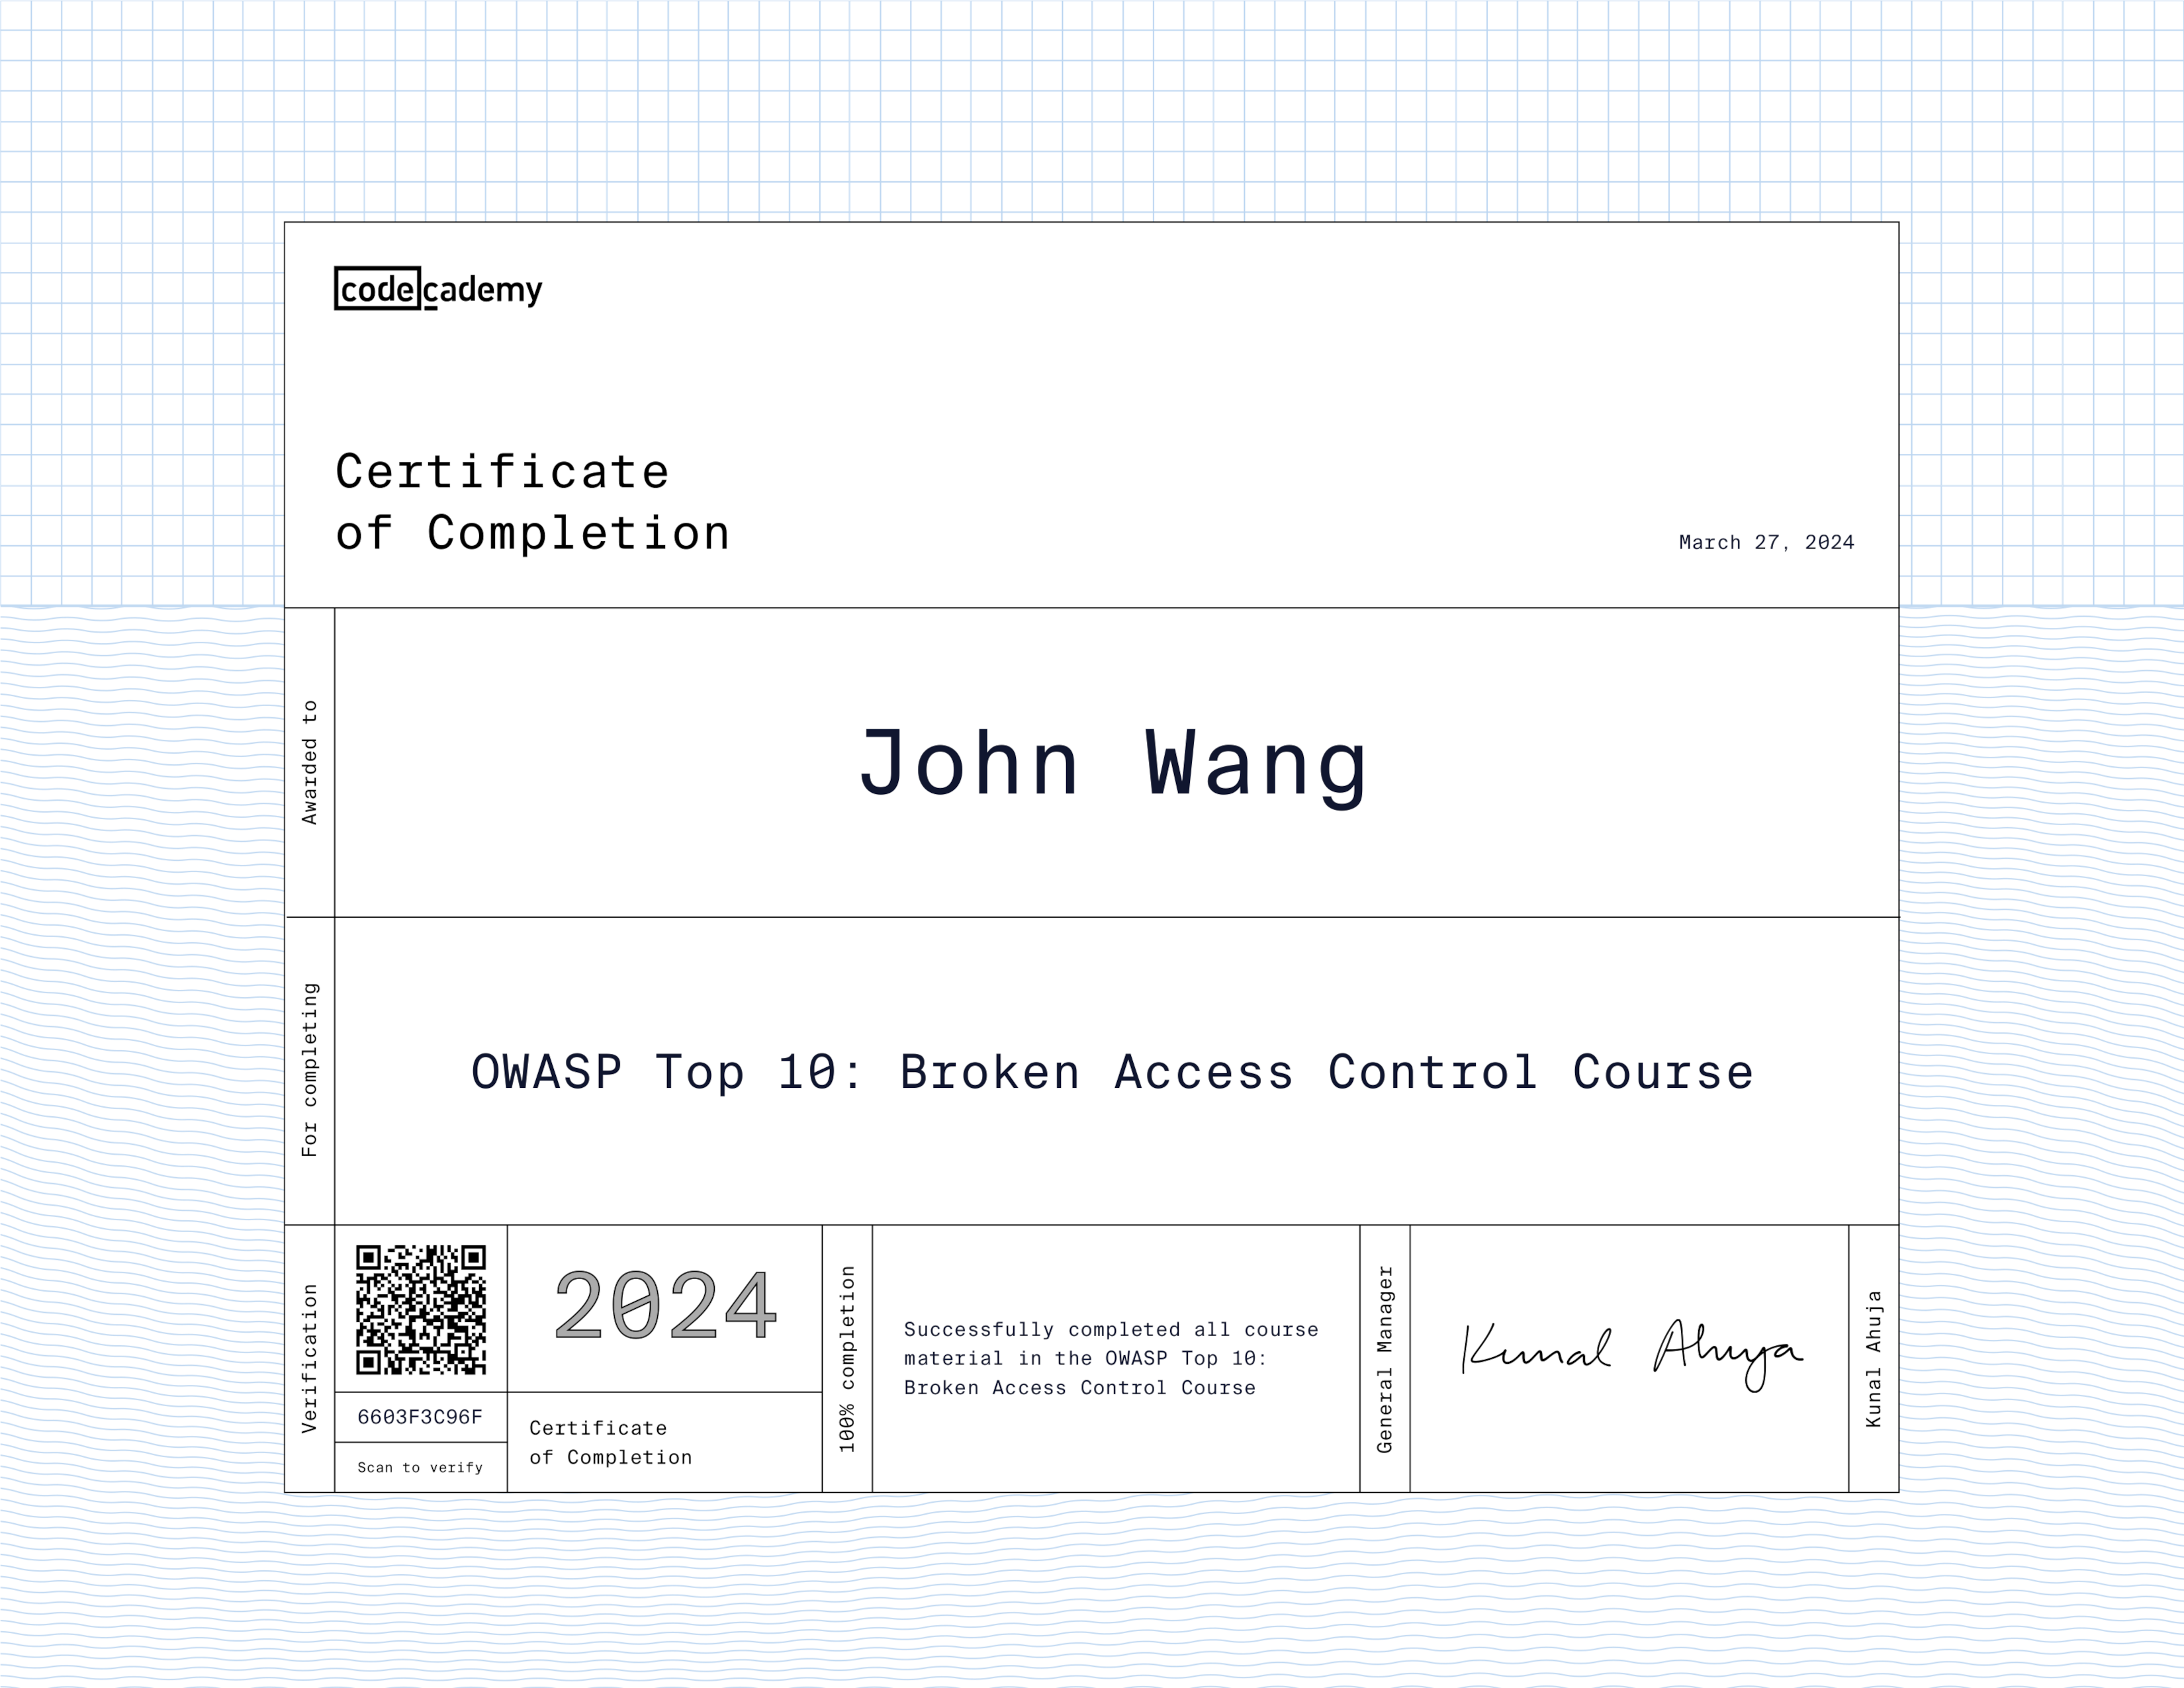 codecademy
Certificate
of Completion
March 27, 2024
Awarded to
John Wang
For completing
OWASP Top 10: Broken Access Control Course
Verification
6603F3C96F
Scan to verify
2024
Certificate
of Completion
100% completion
Successfully completed all course
material in the OWASP Top 10:
Broken Access Control Course
General Manager
Kunal Ahuja
Kunal Ahuja